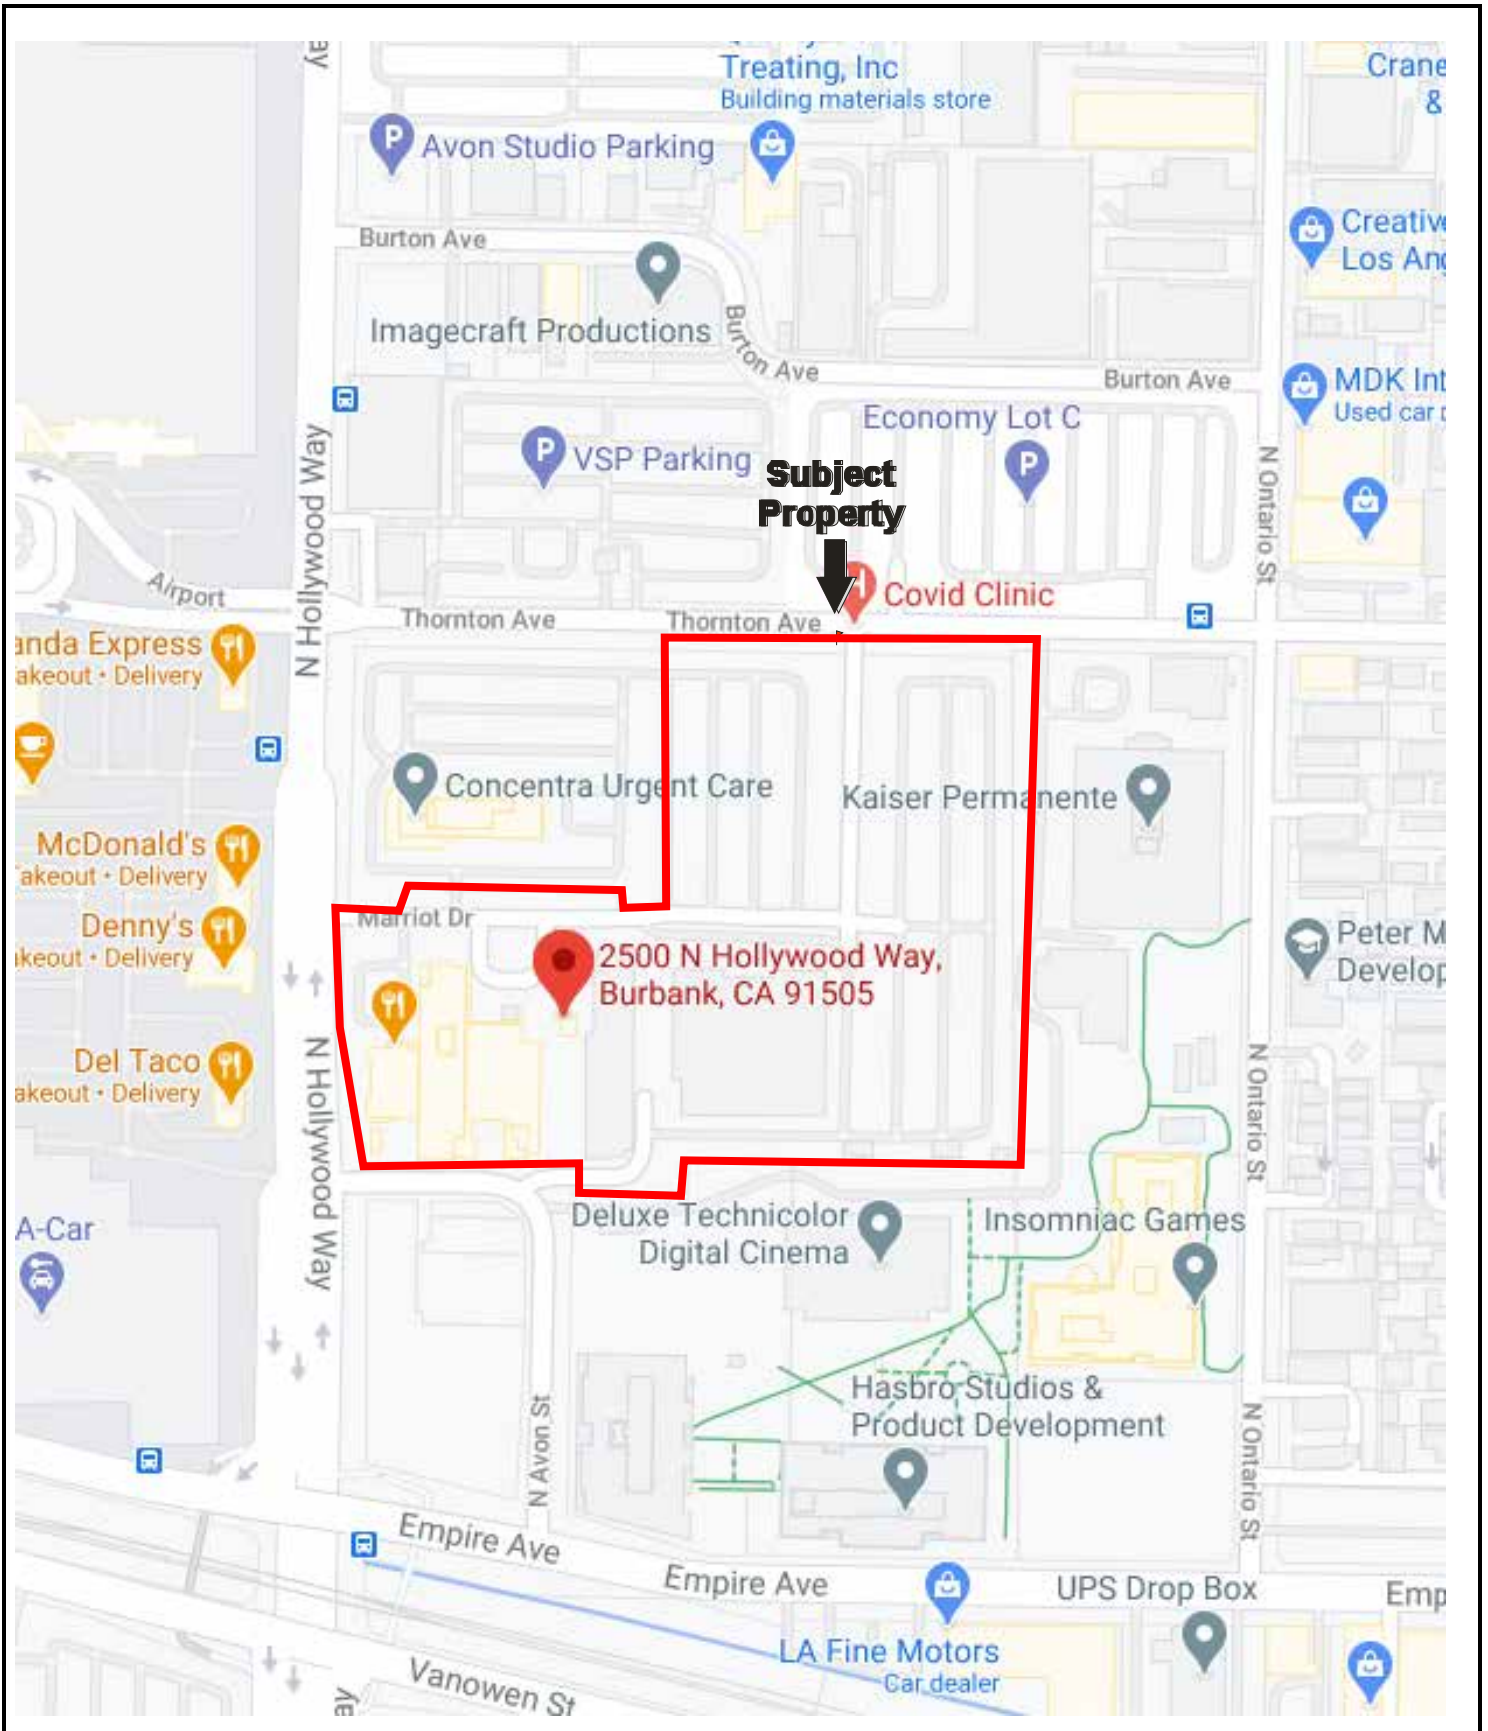 Treating, Inc
Building materials store
Crane
&
ay
Avon Studio Parking
Burton Ave
Creative
Los Ang
Imagecraft Productions
Burton Ave
Burton Ave
MDK Int
Used car
Economy Lot C
VSP Parking
Subject
Property
N Hollywood Way
N Ontario St
Airport
Covid Clinic
Thornton Ave
Thornton Ave
anda Express
akeout • Delivery
Concentra Urgent Care
Kaiser Permanente
McDonald's
akeout • Delivery
Denny's
akeout • Delivery
Marriot Dr
Peter M
Develop
2500 N Hollywood Way,
Burbank, CA 91505
Del Taco
akeout • Delivery
N Hollywood Way
N Ontario St
A-Car
Deluxe Technicolor
Digital Cinema
Insomniac Games
Hasbro Studios &
Product Development
N Avon St
N Ontario St
Empire Ave
Empire Ave
UPS Drop Box
Emp
LA Fine Motors
Car dealer
Vanowen St
ay